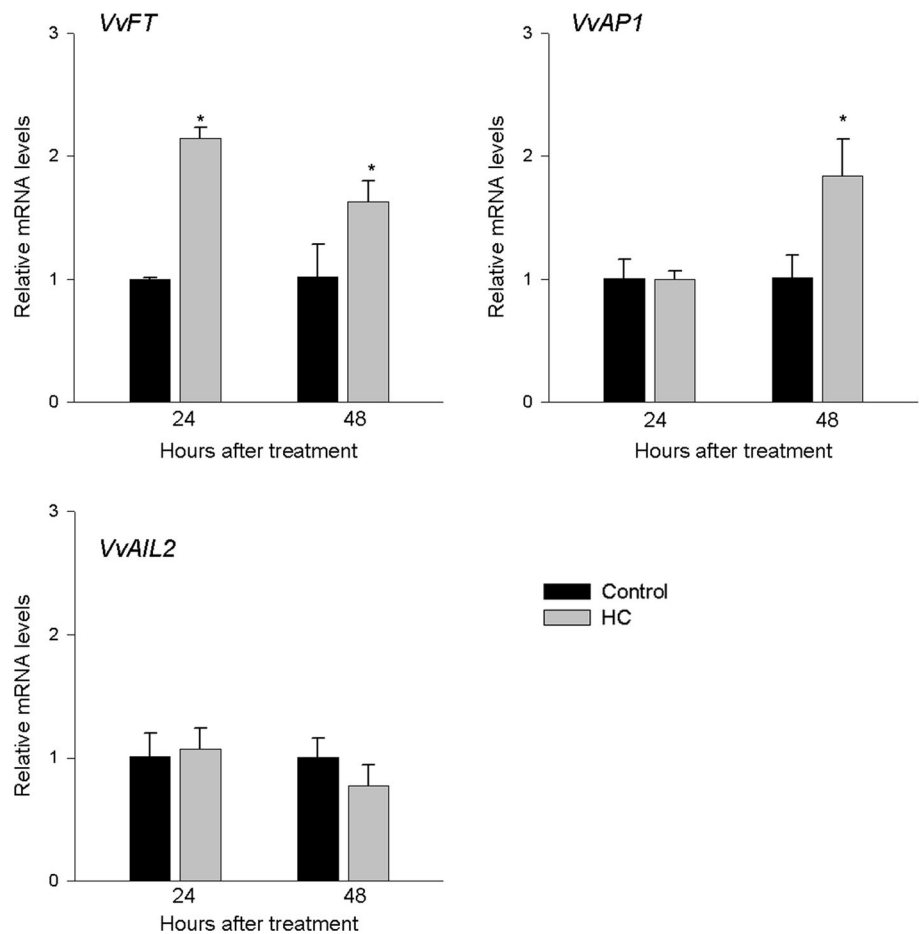 VvFT
3
2
1
0
Relative mRNA levels
*
*
24
48
Hours after treatment
VvAP1
3
2
1
0
Relative mRNA levels
*
24
48
Hours after treatment
VvAIL2
3
2
1
0
Relative mRNA levels
24
48
Hours after treatment
Control
HC